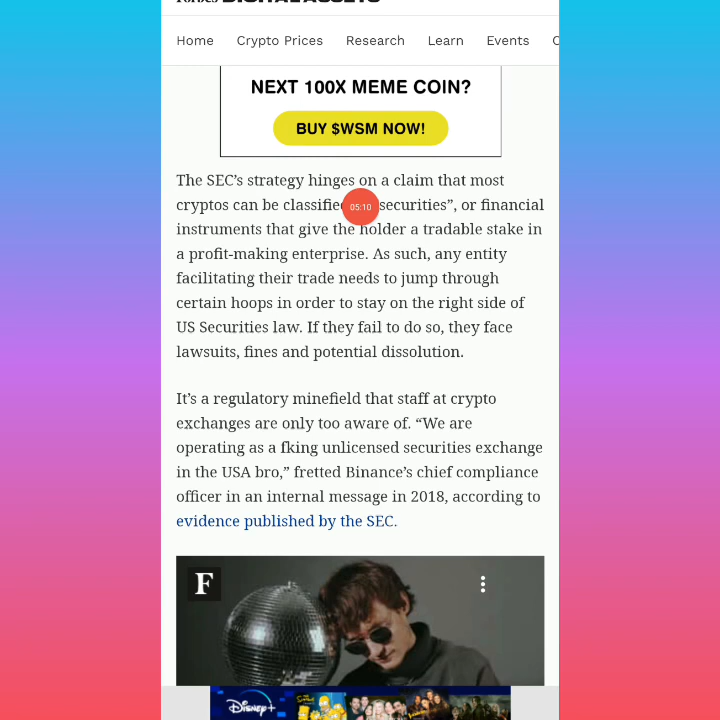 Home Crypto Prices Research Learn Events
NEXT 100X MEME COIN?
BUY $WSM NOW!
The SEC’s strategy hinges on a claim that most
cryptos can be classifie 05:10 securities”, or financial
instruments that give the holder a tradable stake in
a profit-making enterprise. As such, any entity
facilitating their trade needs to jump through
certain hoops in order to stay on the right side of
US Securities law. If they fail to do so, they face
lawsuits, fines and potential dissolution.
It’s a regulatory minefield that staff at crypto
exchanges are only too aware of. “We are
operating as a fking unlicensed securities exchange
in the USA bro,” fretted Binance’s chief compliance
officer in an internal message in 2018, according to
evidence published by the SEC.
F
Disney+